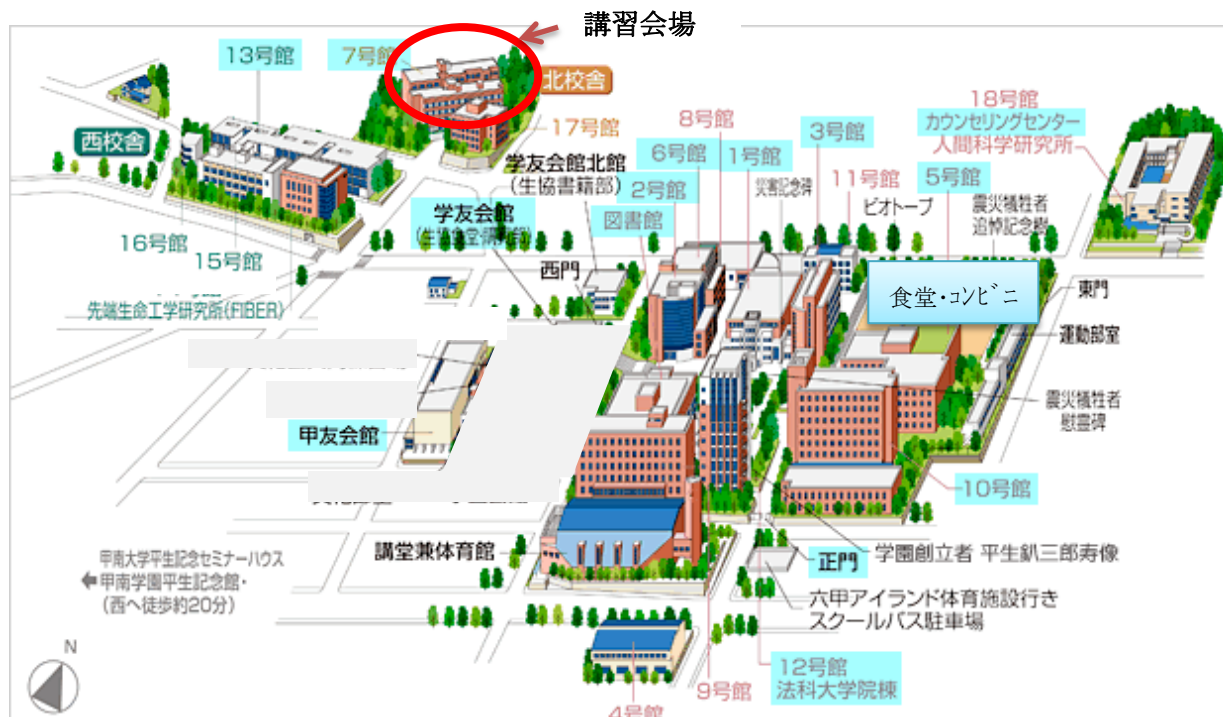 講習会場
13号館
7号館
北校舎
西校舎
17号館
学友会館北館
(生協書籍部)
8号館
6号館
1号館
3号館
18号館
カウンセリングセンター
人間科学研究所
2号館
災害記念碑
11号館
5号館
学友会館
図書館
ビオトープ
震災犠牲者
追悼記念樹
16号館
15号館
西門
食堂・コンビニ
東門
先端生命工学研究所(FIBER)
運動部室
震災犠牲者
慰霊碑
甲友会館
10号館
講堂兼体育館
甲南大学平生記念セミナーハウス
甲南学園平生記念館・
(西へ徒歩約20分)
正門
学園創立者 平生釟三郎寿像
六甲アイランド体育施設行き
スクールバス駐車場
N
12号館
法科大学院棟
9号館
4号館